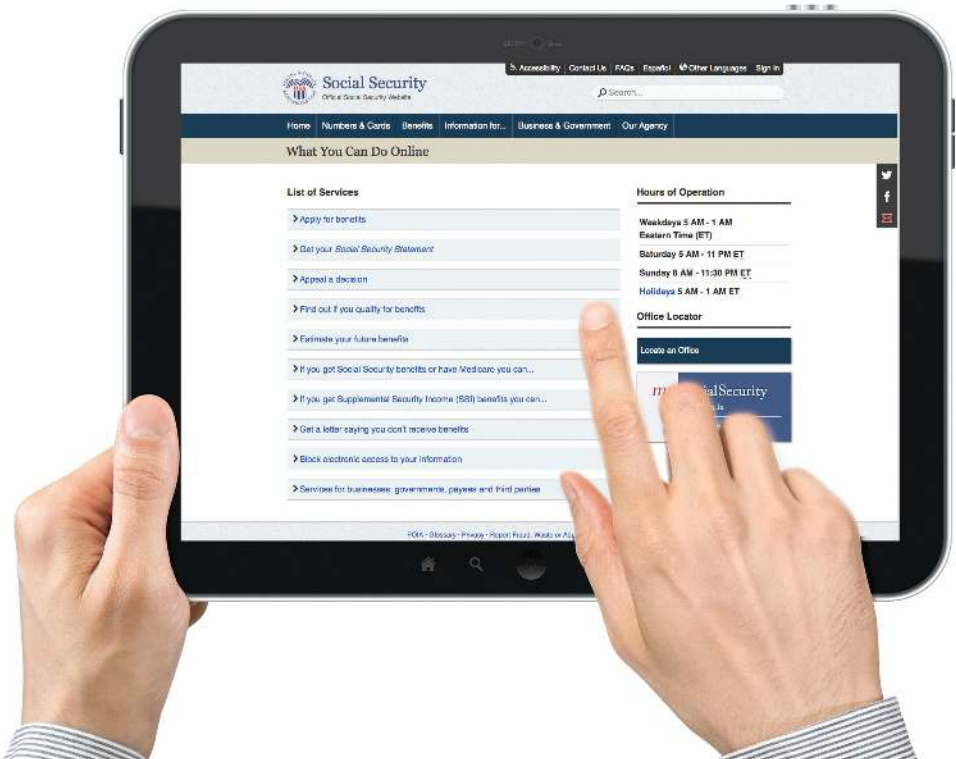 Accessibility Contact Us FAQs Español Other Languages Sign In
Social Security
Official Social Security Website
Search...
Home Numbers & Cards Benefits Information for... Business & Government Our Agency
What You Can Do Online
List of Services
Apply for benefits
Get your Social Security Statement
Appeal a decision
Find out if you qualify for benefits
Estimate your future benefits
If you get Social Security benefits or have Medicare you can...
If you get Supplemental Security Income (SSI) benefits you can...
Get a letter saying you don't receive benefits
Block electronic access to your information
Services for businesses, governments, payees and third parties
Hours of Operation
Weekdays 5 AM - 1 AM
Eastern Time (ET)
Saturday 5 AM - 11 PM ET
Sunday 8 AM - 11:30 PM ET
Holidays 5 AM - 1 AM ET
Office Locator
Locate an Office
Security
FOIA - Glossary - Privacy - Report Fraud, Waste or